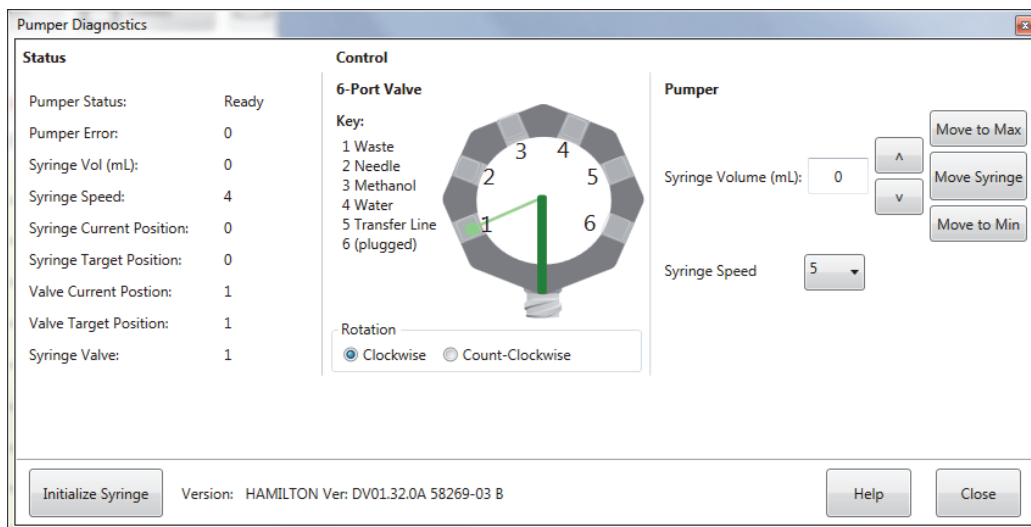 Pumper Diagnostics
Status
Pumper Status: Ready
Pumper Error: 0
Syringe Vol (mL): 0
Syringe Speed: 4
Syringe Current Position: 0
Syringe Target Position: 0
Valve Current Postion: 1
Valve Target Position: 1
Syringe Valve: 1
Control
6-Port Valve
Key:
1 Waste
2 Needle
3 Methanol
4 Water
5 Transfer Line
6 (plugged)
3 4
2 5
1 6
Rotation
Clockwise Count-Clockwise
Pumper
Syringe Volume (mL): 0
Move to Max
Move Syringe
Move to Min
Syringe Speed 5
Initialize Syringe Version: HAMILTON Ver: DV01.32.0A 58269-03 B Help Close